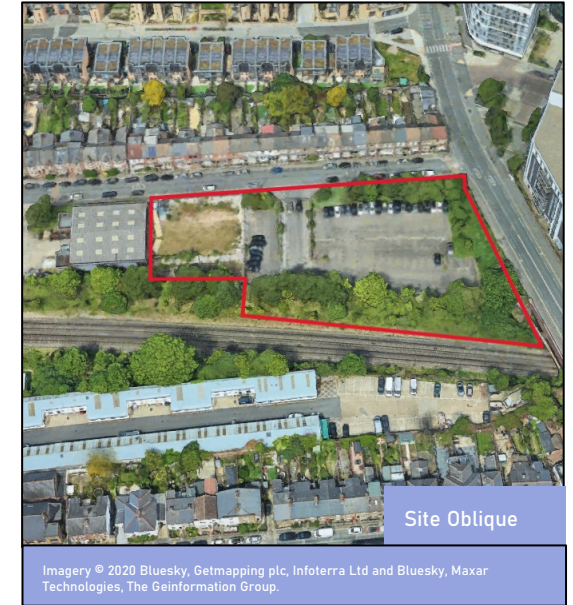 Site Oblique
Imagery © 2020 Bluesky, Getmapping plc, Infoterra Ltd and Bluesky, Maxar
Technologies, The Geinformation Group.